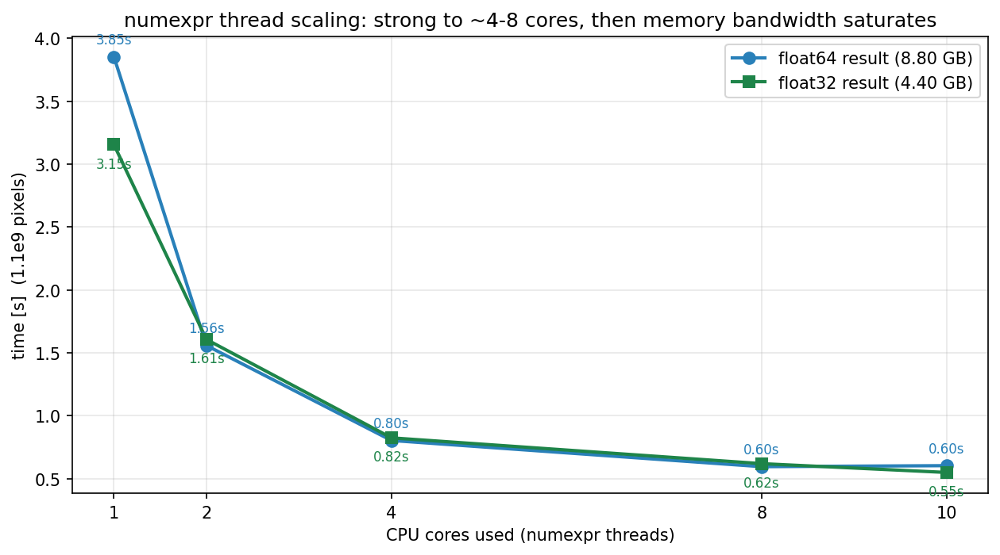 numexpr thread scaling: strong to ~4-8 cores, then memory bandwidth saturates
float64 result (8.80 GB)
float32 result (4.40 GB)
time [s]  (1.1e9 pixels)
4.0
3.5
3.0
2.5
2.0
1.5
1.0
0.5
3.85s
3.15s
1.56s
1.61s
0.80s
0.82s
0.60s
0.62s
0.60s
0.55s
1 2 4 8 10
CPU cores used (numexpr threads)